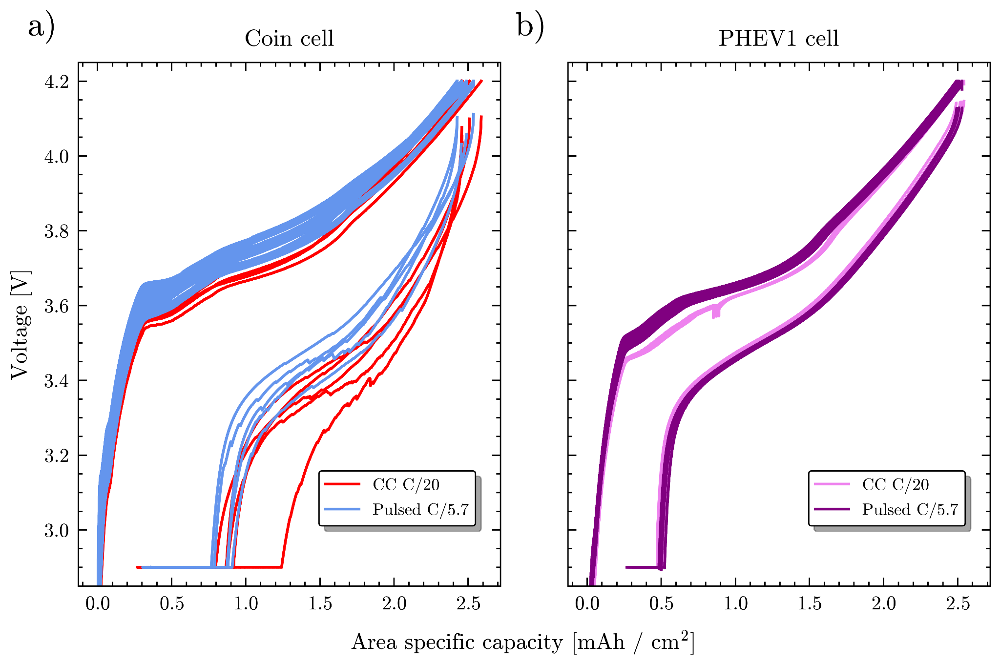 a)
Coin cell
b)
PHEV1 cell
Voltage [V]
4.2
4.0
3.8
3.6
3.4
3.2
3.0
CC C/20
Pulsed C/5.7
CC C/20
Pulsed C/5.7
0.0 0.5 1.0 1.5 2.0 2.5
0.0 0.5 1.0 1.5 2.0 2.5
Area specific capacity [mAh / cm²]